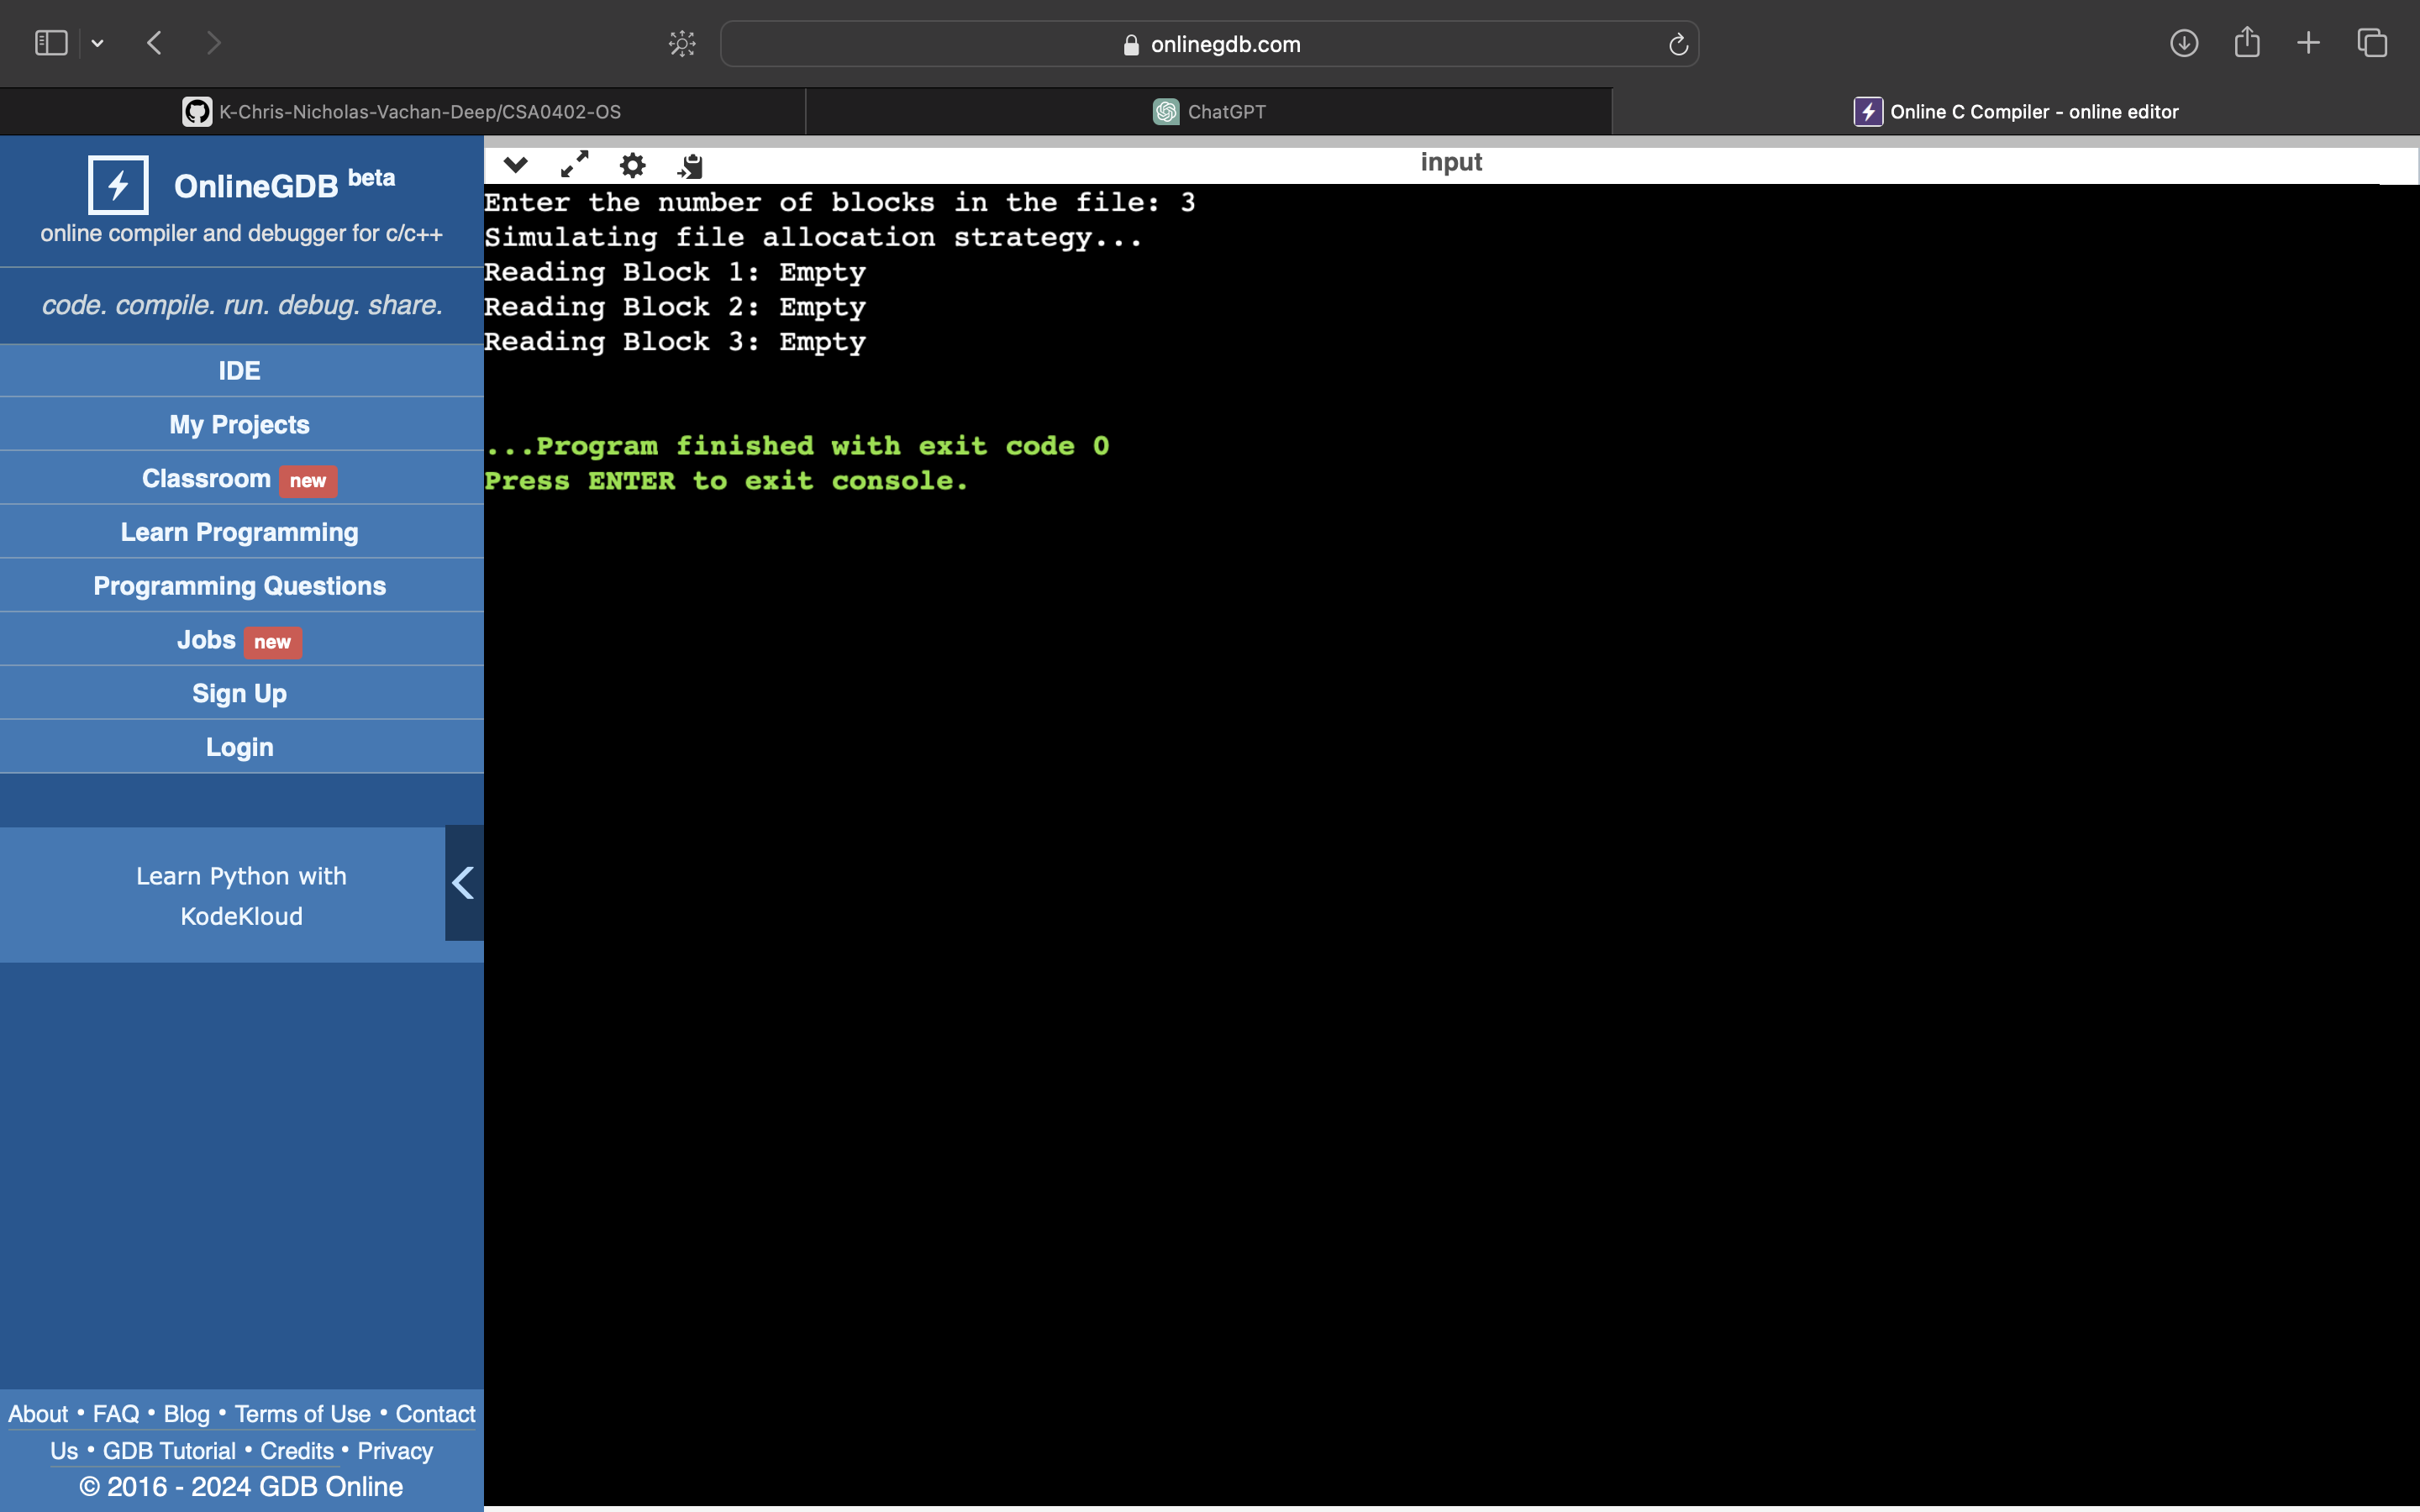 onlinegdb.com
K-Chris-Nicholas-Vachan-Deep/CSA0402-OS
ChatGPT
Online C Compiler - online editor
OnlineGDB beta
online compiler and debugger for c/c++
code. compile. run. debug. share.
IDE
My Projects
Classroom new
Learn Programming
Programming Questions
Jobs new
Sign Up
Login
Learn Python with
KodeKloud
About • FAQ • Blog • Terms of Use • Contact
Us • GDB Tutorial • Credits • Privacy
© 2016 - 2024 GDB Online
input
Enter the number of blocks in the file: 3
Simulating file allocation strategy...
Reading Block 1: Empty
Reading Block 2: Empty
Reading Block 3: Empty
...Program finished with exit code 0
Press ENTER to exit console.